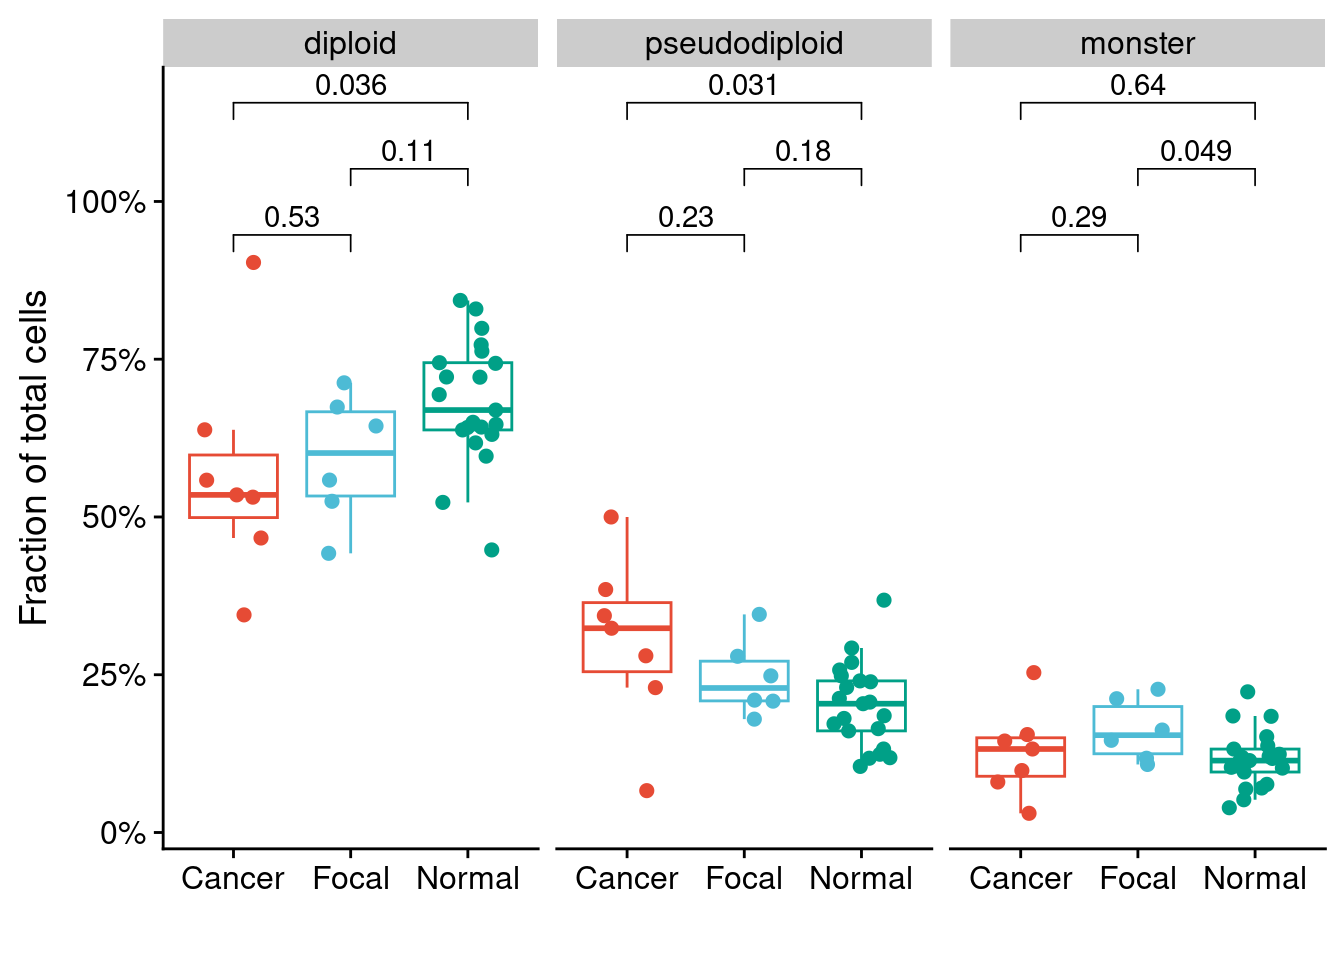 diploid pseudodiploid monster
0.036 0.031 0.64
0.11 0.18 0.049
0.53 0.23 0.29
Fraction of total cells
100%
75%
50%
25%
0%
Cancer Focal Normal Cancer Focal Normal Cancer Focal Normal